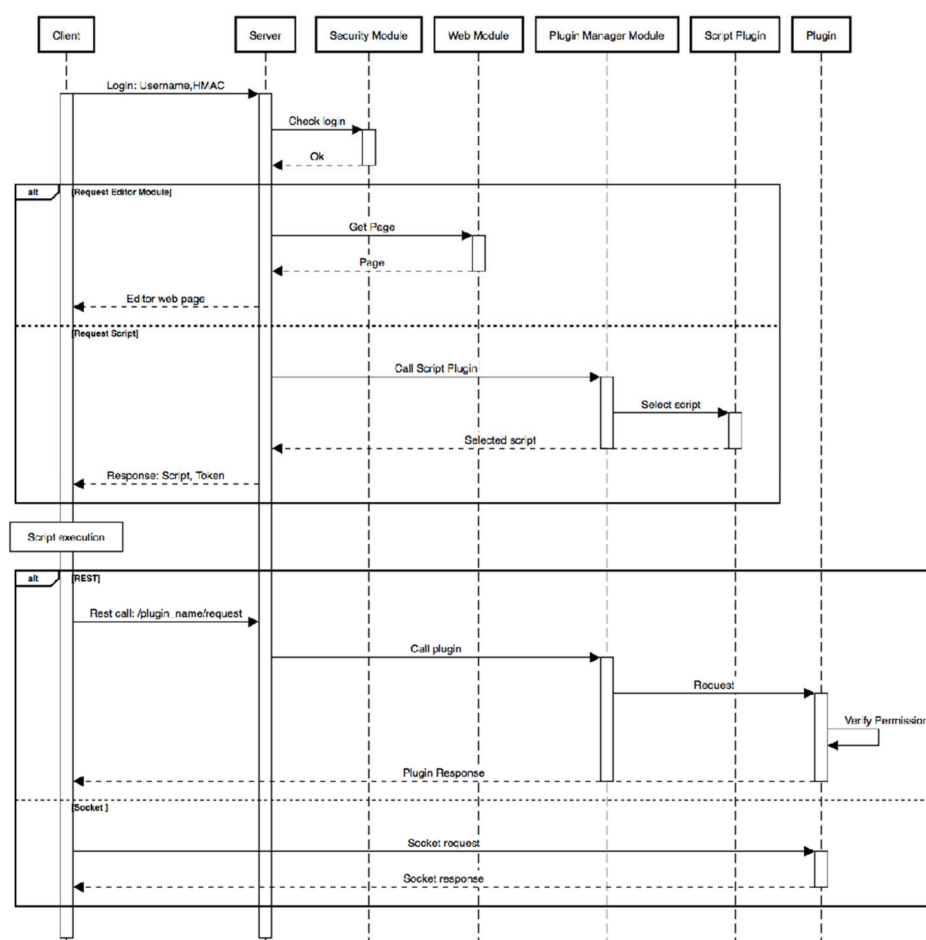 Client
Server
Security Module
Web Module
Plugin Manager Module
Script Plugin
Plugin
Login: Username,HMAC
Check login
Ok
alt
[Request Editor Module]
Get Page
Page
Editor web page
[Request Script]
Call Script Plugin
Select script
Selected script
Response: Script, Token
Script execution
alt
[REST]
Rest call: /plugin_name/request
Call plugin
Request
Verify Permission
Plugin Response
[Socket ]
Socket request
Socket response